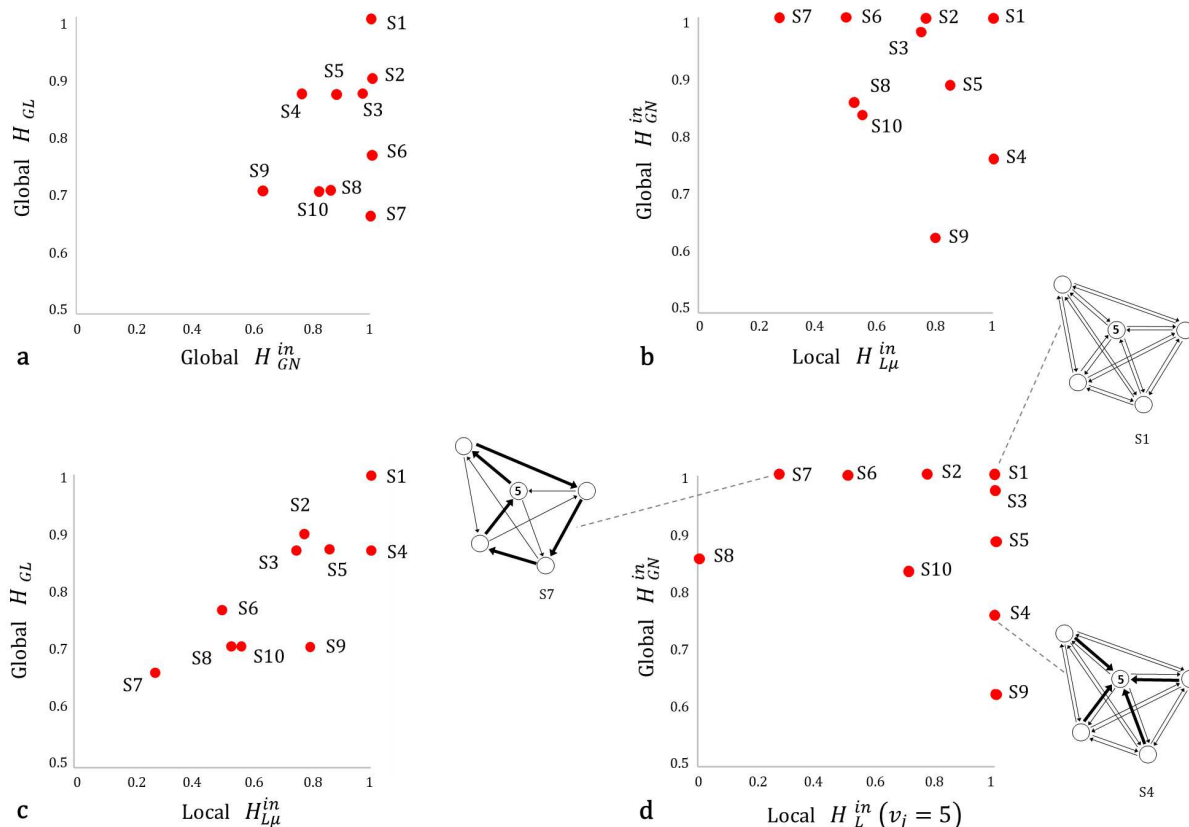 1
0.9
0.8
0.7
0.6
0.5
Global H GL
S1
S2
S5
S4
S3
S6
S9
S8
S10
S7
0 0.2 0.4 0.6 0.8 1
a
Global H in GN
1
0.9
0.8
0.7
0.6
0.5
Global H in GN
S7
S6
S2
S1
S3
S8
S5
S10
S4
S9
0 0.2 0.4 0.6 0.8 1
b
Local H in Lμ
5
S1
1
0.9
0.8
0.7
0.6
0.5
Global H GL
S1
S2
S3
S5
S4
S6
S8
S10
S9
S7
0 0.2 0.4 0.6 0.8 1
c
Local H in Lμ
5
S7
1
0.9
0.8
0.7
0.6
0.5
Global H in GN
S7
S6
S2
S1
S3
S8
S5
S10
S4
S9
0 0.2 0.4 0.6 0.8 1
d
Local H in L (v i = 5)
5
S4